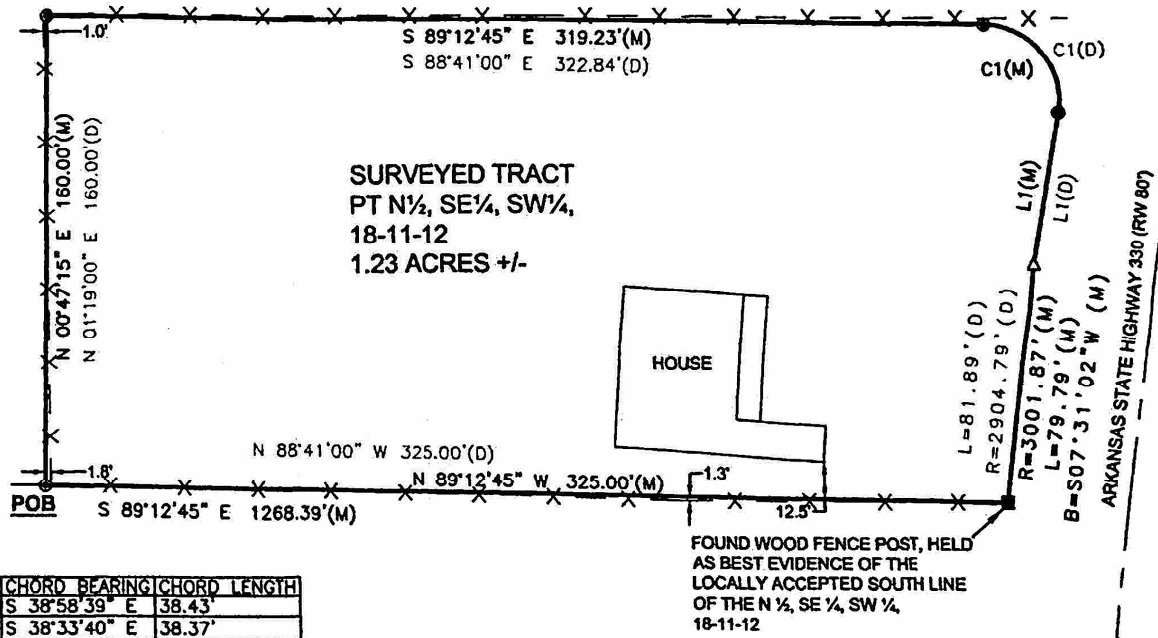 1.0'
S 89°12'45" E 319.23'(M)
S 88°41'00" E 322.84'(D)
C1(D)
C1(M)
N 00°47'15" E 160.00'(M)
N 01°19'00" E 160.00'(D)
SURVEYED TRACT
PT N½, SE¼, SW¼,
18-11-12
1.23 ACRES +/-
L1(M)
L1(D)
HOUSE
L=81.89'(D)
R=2904.79'(D)
R=3001.87'(M)
L=79.79'(M)
B=S07°31'02"W (M)
ARKANSAS STATE HIGHWAY 330 (RW 80')
N 88°41'00" W 325.00'(D)
N 89°12'45" W 325.00'(M)
1.8'
1.3'
12.5'
POB
S 89°12'45" E 1268.39'(M)
FOUND WOOD FENCE POST, HELD
AS BEST EVIDENCE OF THE
LOCALLY ACCEPTED SOUTH LINE
OF THE N ½, SE ¼, SW ¼,
18-11-12
CHORD BEARING CHORD LENGTH
S 38°58'39" E 38.43'
S 38°33'40" E 38.37'